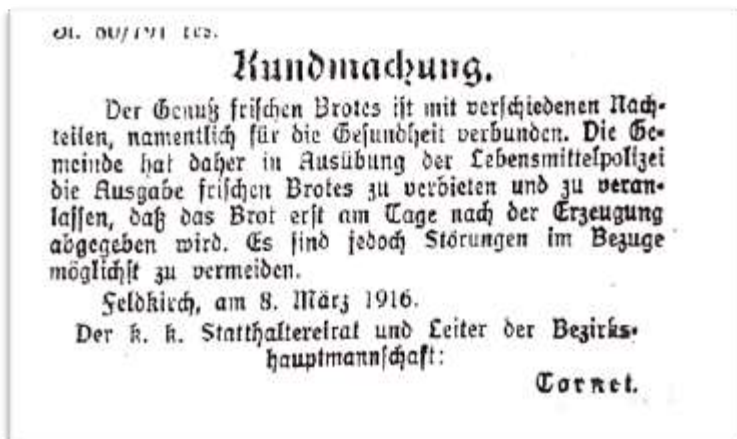 Kundmachung.
Der Genuß frischen Brotes ist mit verschiedenen Nach-
teilen, namentlich für die Gesundheit verbunden. Die Ge-
meinde hat daher in Ausübung der Lebensmittelpolizei
die Ausgabe frischen Brotes zu verbieten und zu veran-
lassen, daß das Brot erst am Tage nach der Erzeugung
abgegeben wird. Es sind jedoch Störungen im Bezuge
möglichst zu vermeiden.
Feldkirch, am 8. März 1916.
Der k. k. Statthaltereirat und Leiter der Bezirks-
hauptmannschaft:
Cornet.